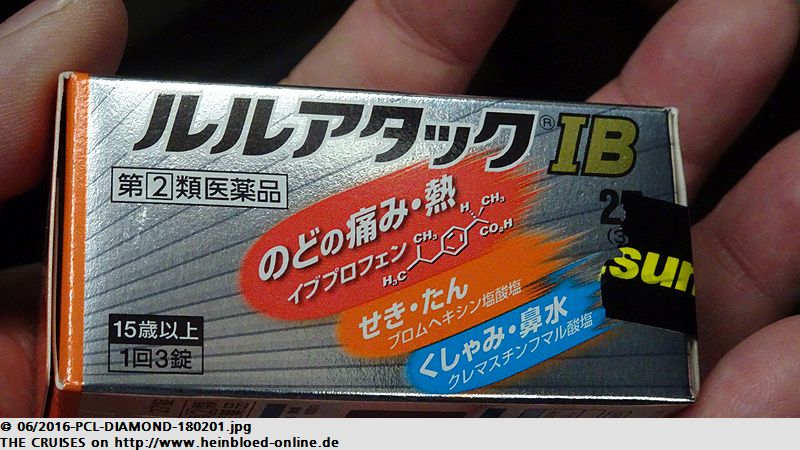 ルルアタック® IB
第②類医薬品
のどの痛み・熱
イブプロフェン
H₃C CH₃ H CH₃ CO₂H
せき・たん
ブロムヘキシン塩酸塩
くしゃみ・鼻水
クレマスチンフマル酸塩
15歳以上
1回3錠
sun
© 06/2016-PCL-DIAMOND-180201.jpg
THE CRUISES on http://www.heinbloed-online.de